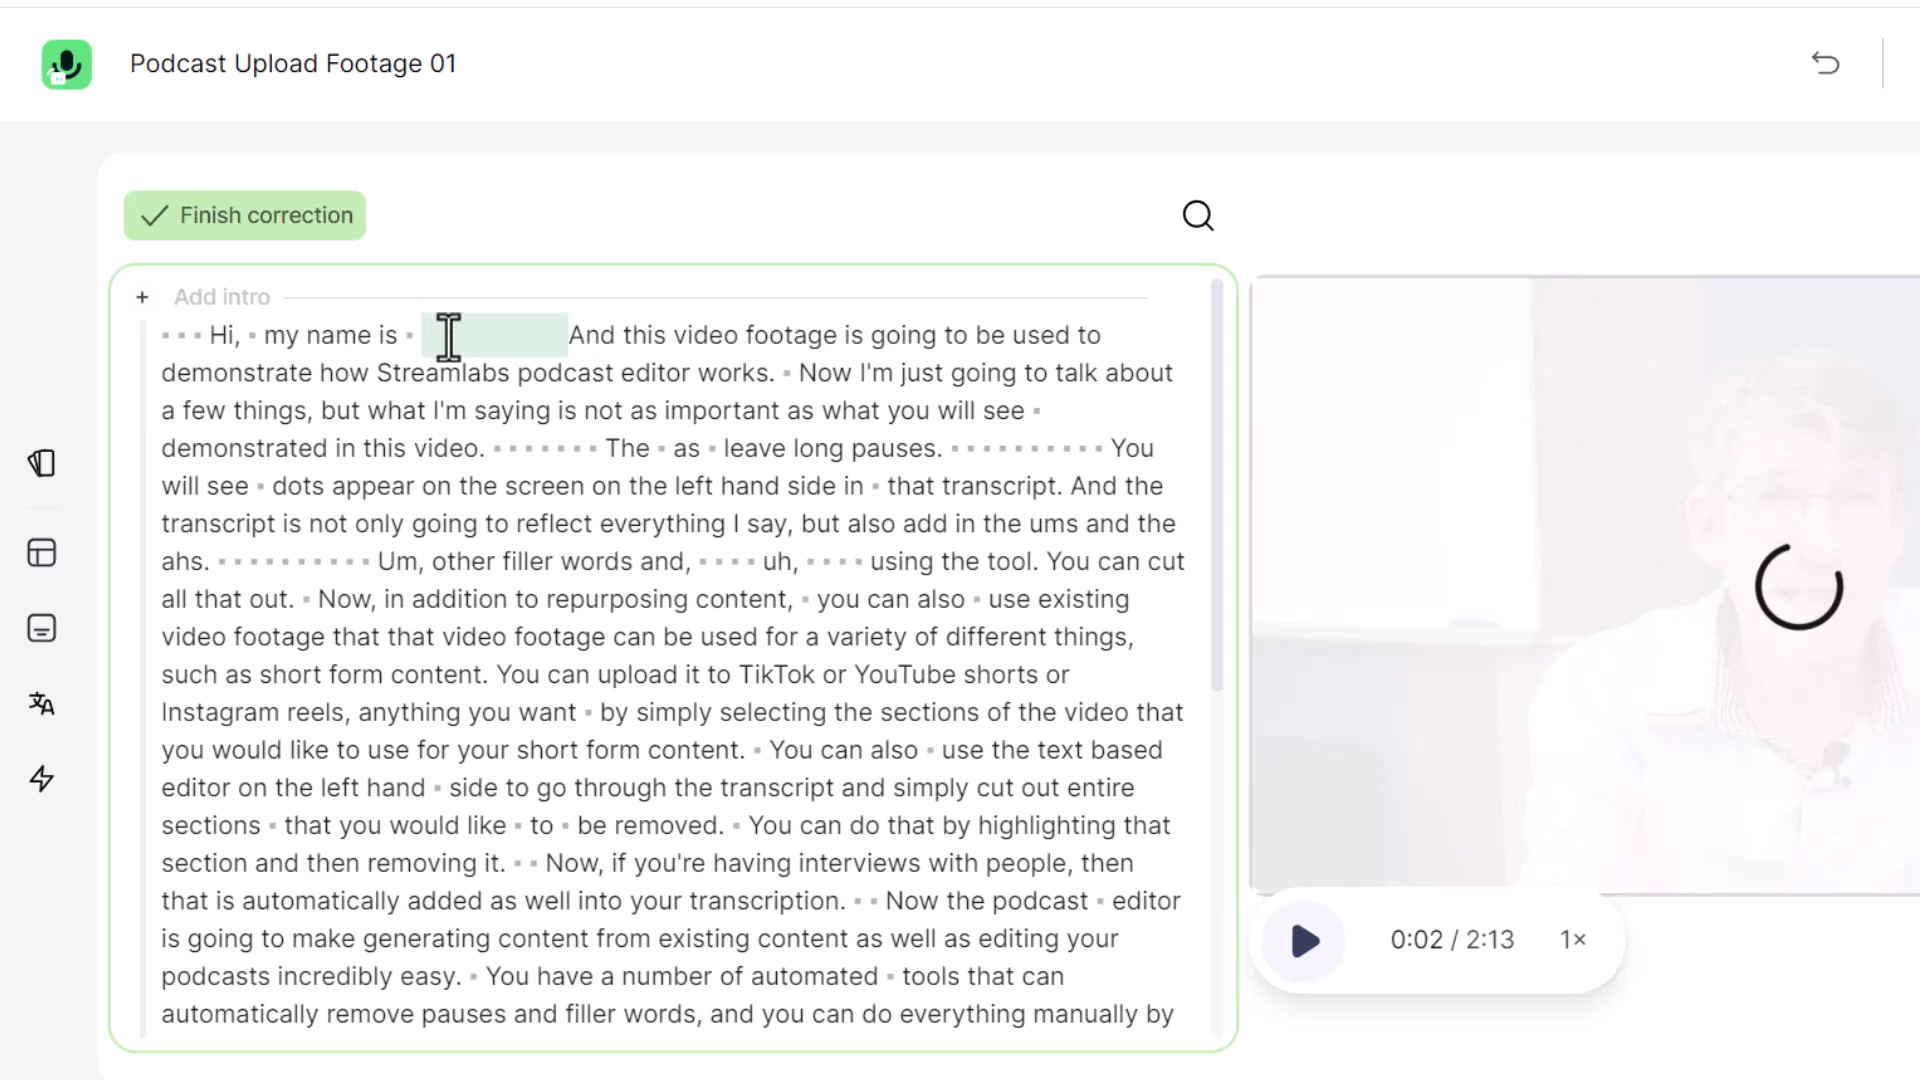 Podcast Upload Footage 01
Finish correction
+ Add intro
· · · Hi, · my name is · And this video footage is going to be used to
demonstrate how Streamlabs podcast editor works. · Now I'm just going to talk about
a few things, but what I'm saying is not as important as what you will see ·
demonstrated in this video. · · · · · · · The · as · leave long pauses. · · · · · · · · · · You
will see · dots appear on the screen on the left hand side in · that transcript. And the
transcript is not only going to reflect everything I say, but also add in the ums and the
ahs. · · · · · · · · · · Um, other filler words and, · · · · uh, · · · · using the tool. You can cut
all that out. · Now, in addition to repurposing content, · you can also · use existing
video footage that that video footage can be used for a variety of different things,
such as short form content. You can upload it to TikTok or YouTube shorts or
Instagram reels, anything you want · by simply selecting the sections of the video that
you would like to use for your short form content. · You can also · use the text based
editor on the left hand · side to go through the transcript and simply cut out entire
sections · that you would like · to · be removed. · You can do that by highlighting that
section and then removing it. · · Now, if you're having interviews with people, then
that is automatically added as well into your transcription. · · Now the podcast · editor
is going to make generating content from existing content as well as editing your
podcasts incredibly easy. · You have a number of automated · tools that can
automatically remove pauses and filler words, and you can do everything manually by
0:02 / 2:13 1×